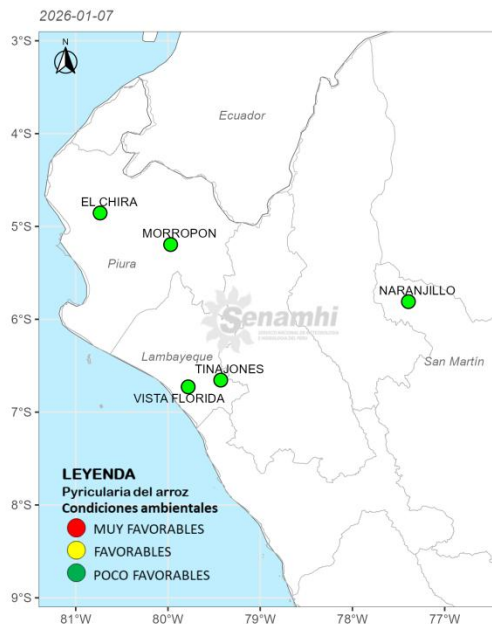 2026-01-07
3°S
N
Ecuador
4°S
EL CHIRA
5°S
MORROPON
Piura
NARANJILLO
6°S
Senamhi
Lambayeque
San Martín
TINAJONES
VISTA FLORIDA
7°S
LEYENDA
Pyricularia del arroz
Condiciones ambientales
8°S
MUY FAVORABLES
FAVORABLES
POCO FAVORABLES
9°S
81°W 80°W 79°W 78°W 77°W